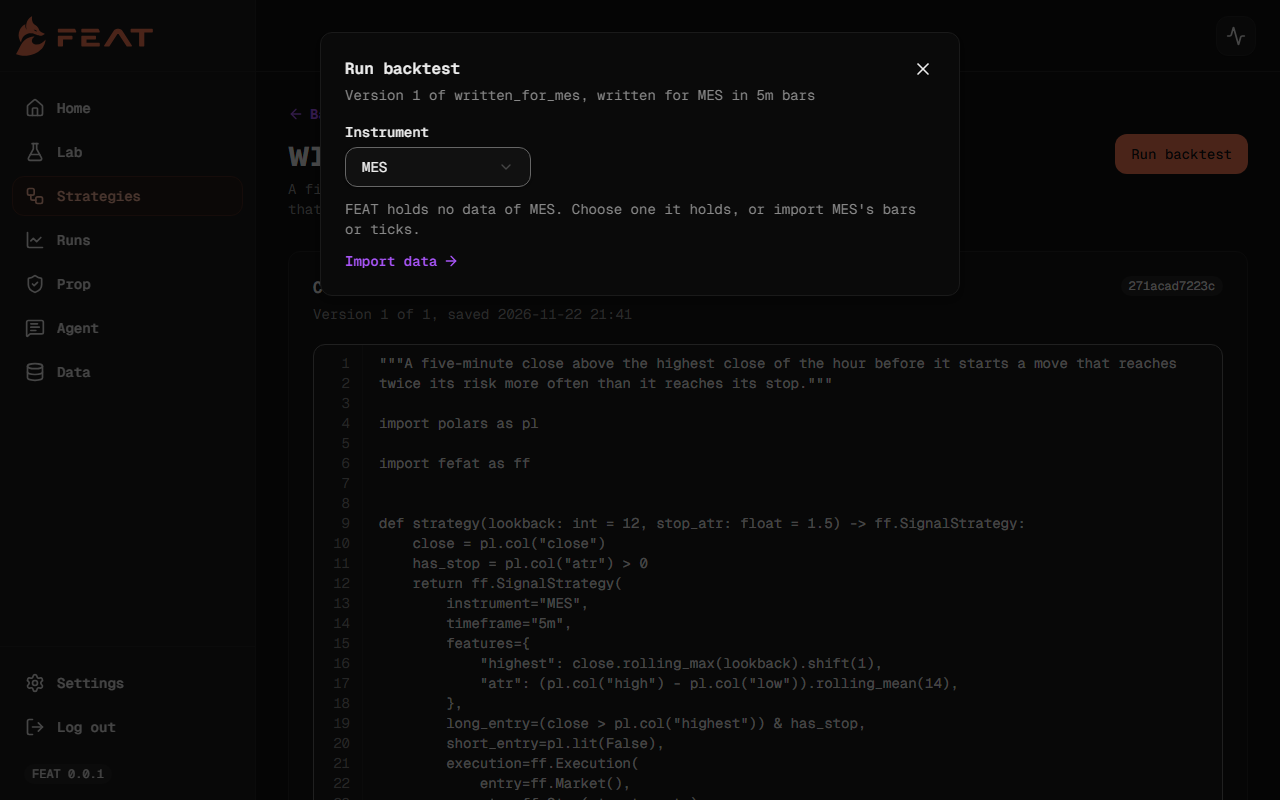 FEAT
Home
Lab
Strategies
Runs
Prop
Agent
Data
Settings
Log out
FEAT 0.0.1
Run backtest
Version 1 of written_for_mes, written for MES in 5m bars
Instrument
MES
FEAT holds no data of MES. Choose one it holds, or import MES's bars
or ticks.
Import data →
Run backtest
A
that
271acad7223c
Version 1 of 1, saved 2026-11-22 21:41
1 """A five-minute close above the highest close of the hour before it starts a move that reaches
2 twice its risk more often than it reaches its stop."""
3
4 import polars as pl
5
6 import fefat as ff
7
8
9 def strategy(lookback: int = 12, stop_atr: float = 1.5) -> ff.SignalStrategy:
10 close = pl.col("close")
11 has_stop = pl.col("atr") > 0
12 return ff.SignalStrategy(
13 instrument="MES",
14 timeframe="5m",
15 features={
16 "highest": close.rolling_max(lookback).shift(1),
17 "atr": (pl.col("high") - pl.col("low")).rolling_mean(14),
18 },
19 long_entry=(close > pl.col("highest")) & has_stop,
20 short_entry=pl.lit(False),
21 execution=ff.Execution(
22 entry=ff.Market(),